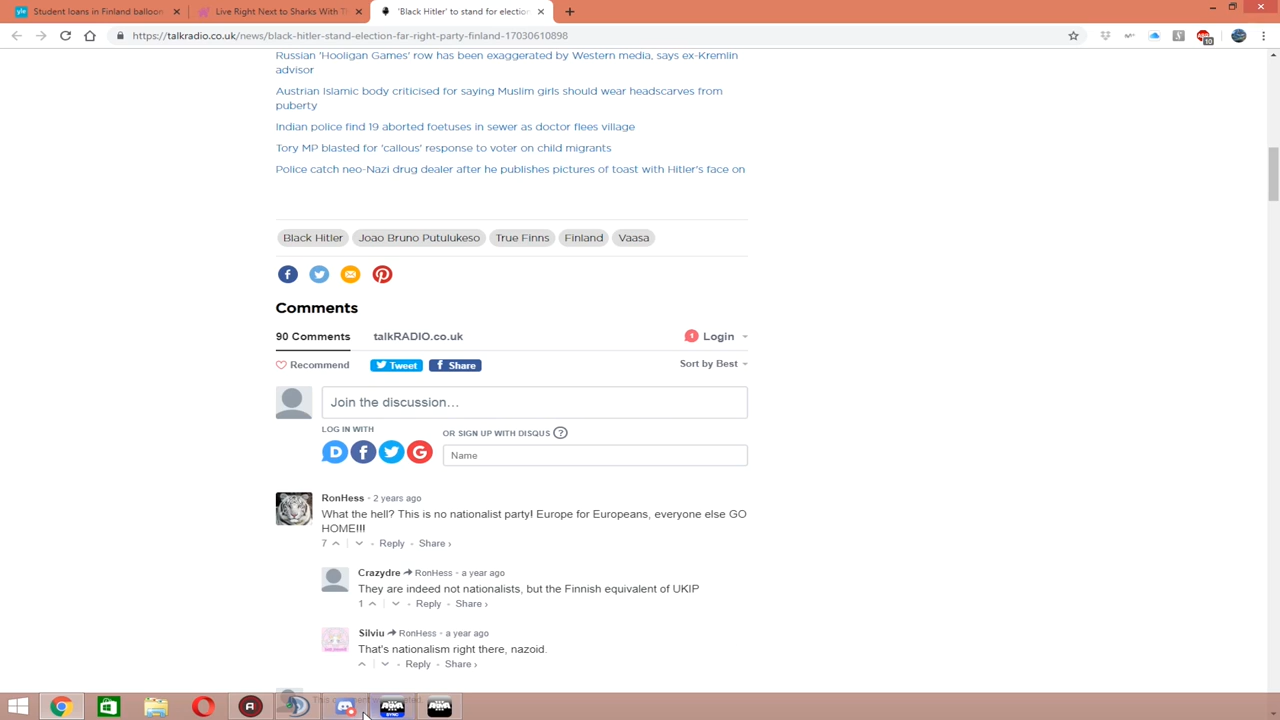 yle Student loans in Finland balloon
Live Right Next to Sharks With Th
'Black Hitler' to stand for election
https://talkradio.co.uk/news/black-hitler-stand-election-far-right-party-finland-17030610898
10
Russian 'Hooligan Games' row has been exaggerated by Western media, says ex-Kremlin
advisor
Austrian Islamic body criticised for saying Muslim girls should wear headscarves from
puberty
Indian police find 19 aborted foetuses in sewer as doctor flees village
Tory MP blasted for 'callous' response to voter on child migrants
Police catch neo-Nazi drug dealer after he publishes pictures of toast with Hitler's face on
Black Hitler Joao Bruno Putulukeso True Finns Finland Vaasa
Comments
90 Comments talkRADIO.co.uk 1 Login
Recommend Tweet Share Sort by Best
Join the discussion…
LOG IN WITH OR SIGN UP WITH DISQUS ?
Name
RonHess • 2 years ago
What the hell? This is no nationalist party! Europe for Europeans, everyone else GO
HOME!!!
7 • Reply • Share ›
Crazydre RonHess • a year ago
They are indeed not nationalists, but the Finnish equivalent of UKIP
1 • Reply • Share ›
Silviu RonHess • a year ago
That's nationalism right there, nazoid.
• Reply • Share ›